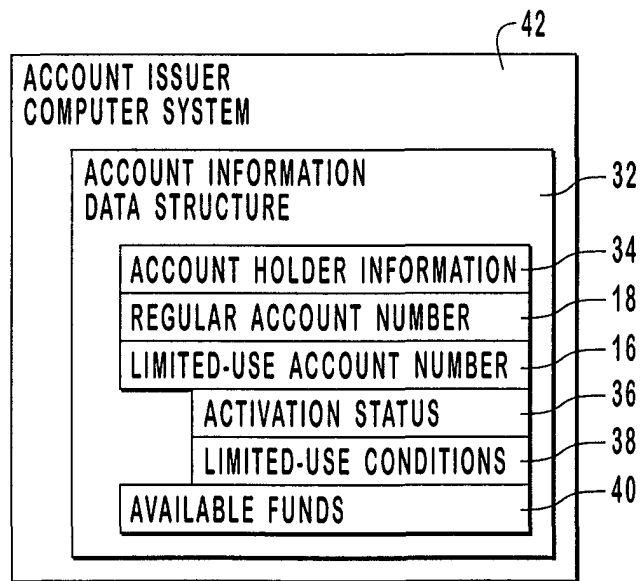 42
ACCOUNT ISSUER
COMPUTER SYSTEM
ACCOUNT INFORMATION
DATA STRUCTURE
32
ACCOUNT HOLDER INFORMATION
34
REGULAR ACCOUNT NUMBER
18
LIMITED-USE ACCOUNT NUMBER
16
ACTIVATION STATUS
36
LIMITED-USE CONDITIONS
38
AVAILABLE FUNDS
40